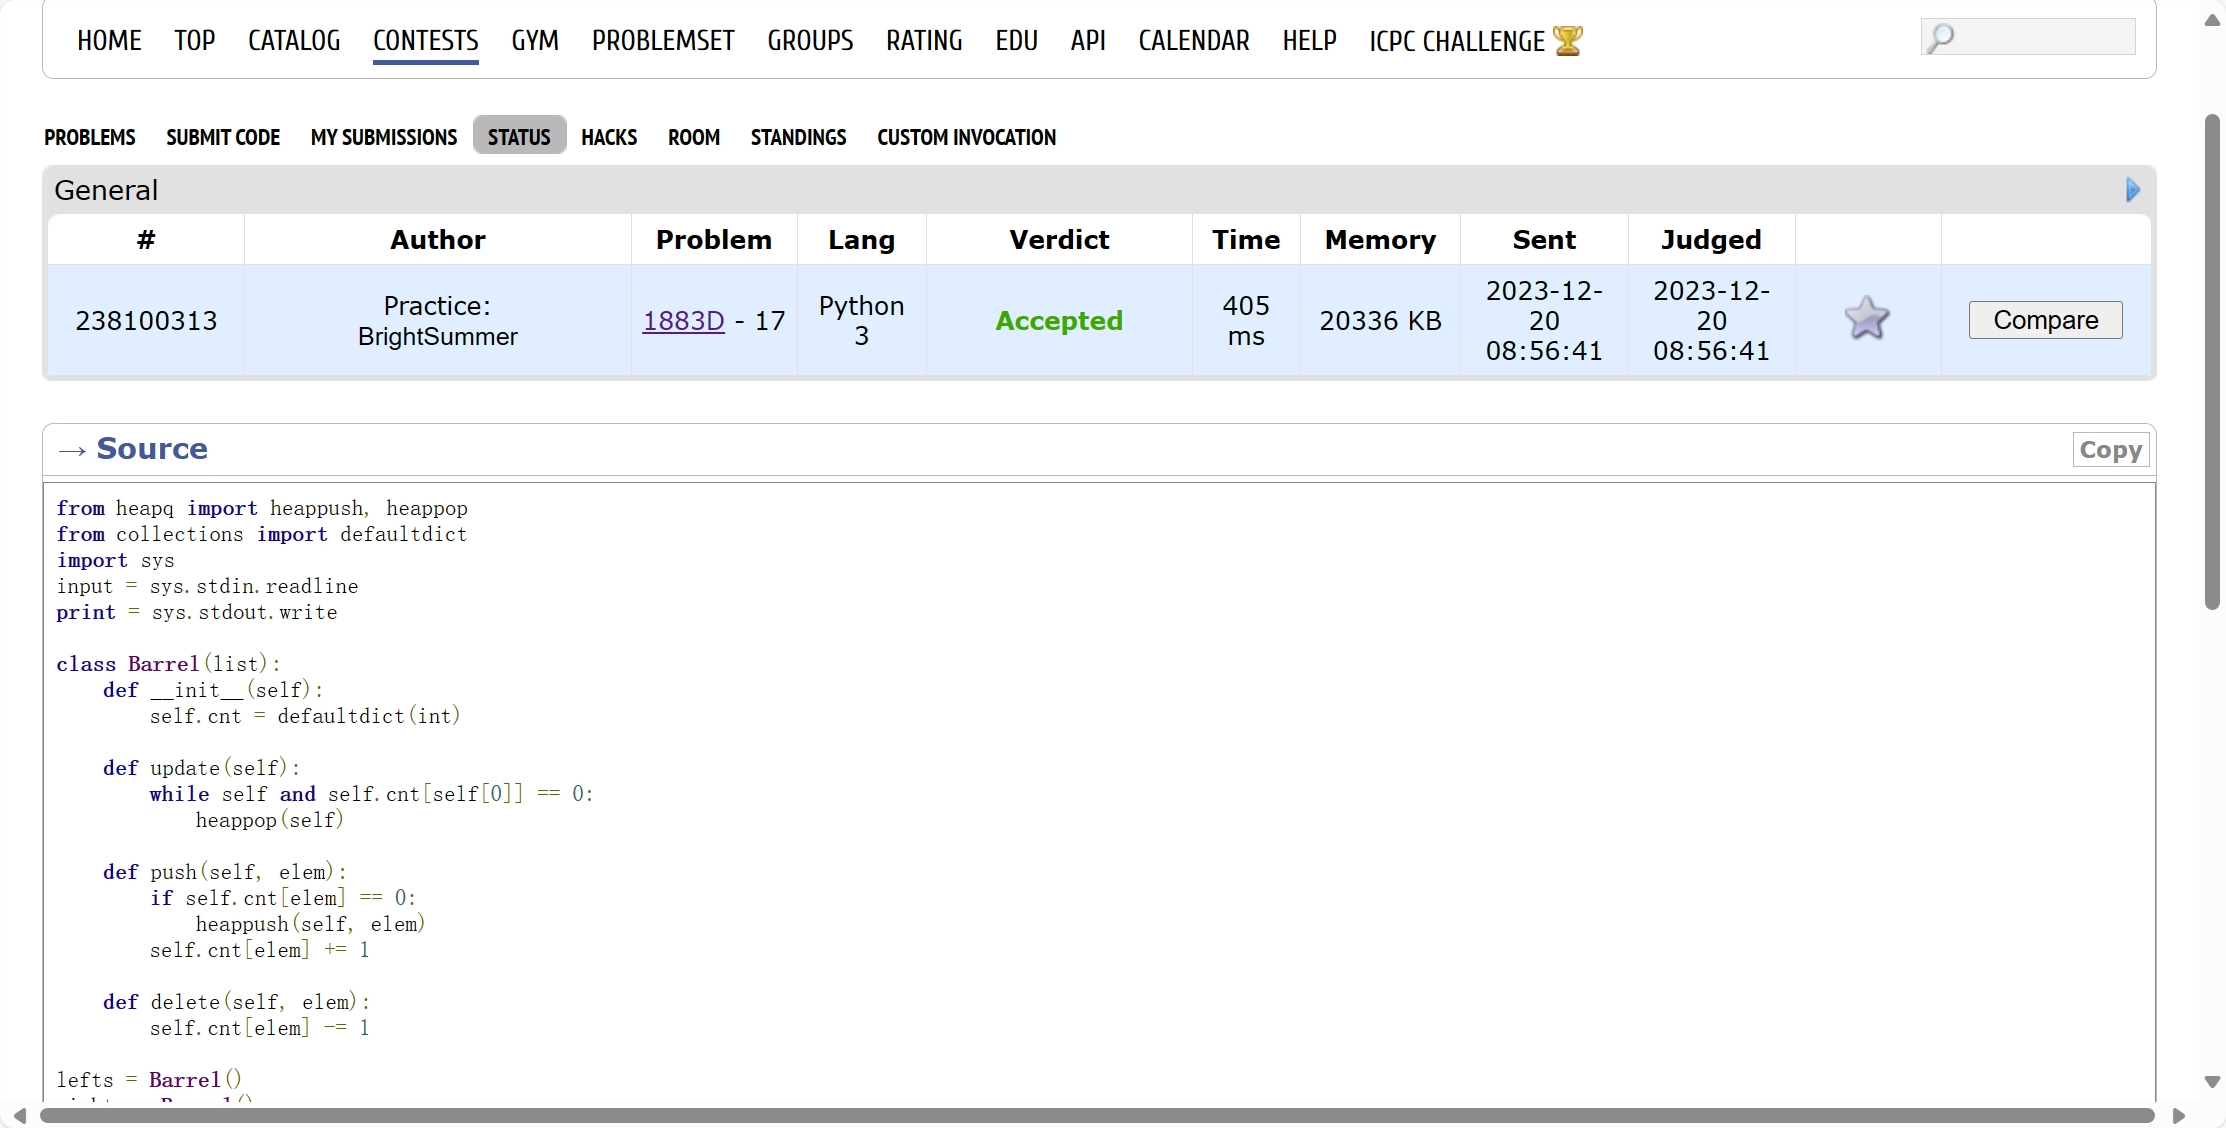 HOME TOP CATALOG CONTESTS GYM PROBLEMSET GROUPS RATING EDU API CALENDAR HELP ICPC CHALLENGE
PROBLEMS SUBMIT CODE MY SUBMISSIONS STATUS HACKS ROOM STANDINGS CUSTOM INVOCATION
General
# Author Problem Lang Verdict Time Memory Sent Judged
238100313 Practice: BrightSummer 1883D - 17 Python 3 Accepted 405 ms 20336 KB 2023-12-20 08:56:41 2023-12-20 08:56:41 Compare
→ Source Copy
from heapq import heappush, heappop
from collections import defaultdict
import sys
input = sys.stdin.readline
print = sys.stdout.write
class Barrel(list):
    def __init__(self):
        self.cnt = defaultdict(int)
    def update(self):
        while self and self.cnt[self[0]] == 0:
            heappop(self)
    def push(self, elem):
        if self.cnt[elem] == 0:
            heappush(self, elem)
        self.cnt[elem] += 1
    def delete(self, elem):
        self.cnt[elem] -= 1
lefts = Barrel()